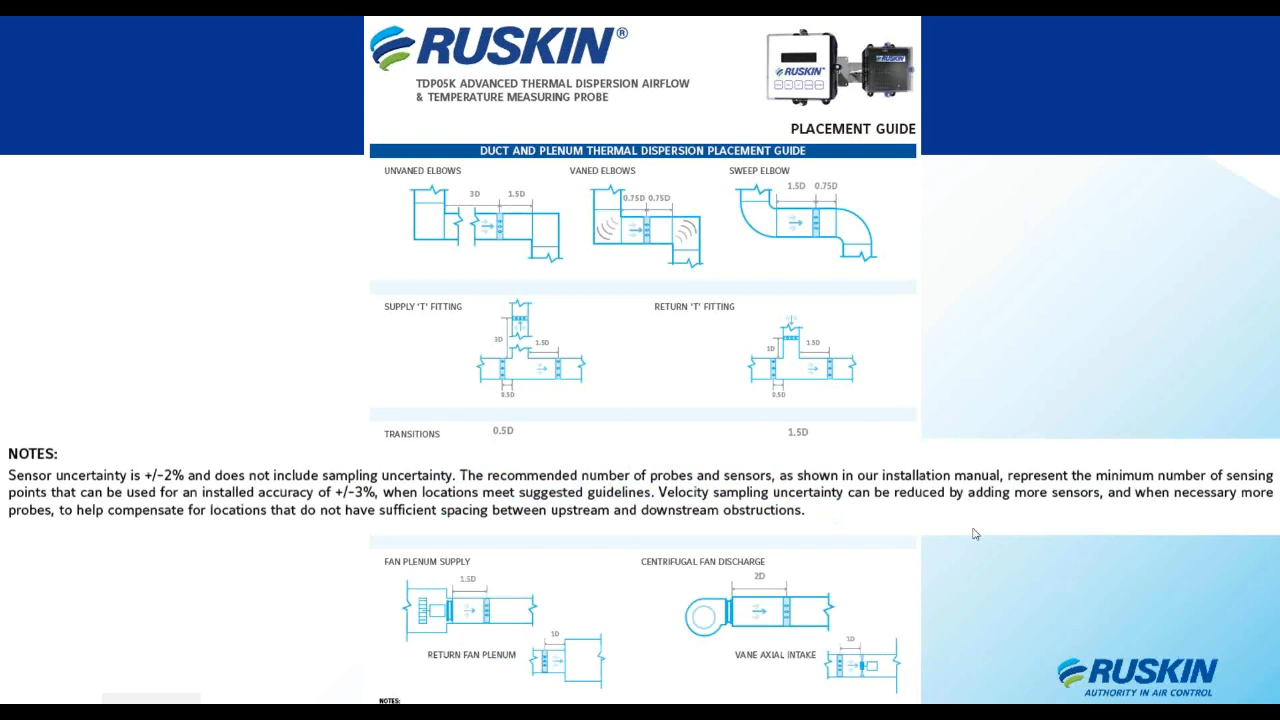 RUSKIN®
TDP05K ADVANCED THERMAL DISPERSION AIRFLOW
& TEMPERATURE MEASURING PROBE
RUSKIN
RUSKIN
PLACEMENT GUIDE
DUCT AND PLENUM THERMAL DISPERSION PLACEMENT GUIDE
UNVANED ELBOWS VANED ELBOWS SWEEP ELBOW
3D 1.5D 0.75D 0.75D 1.5D 0.75D
SUPPLY 'T' FITTING RETURN 'T' FITTING
3D 1.5D 1D 1.5D
0.5D 0.5D
TRANSITIONS 0.5D 1.5D
NOTES:
Sensor uncertainty is +/-2% and does not include sampling uncertainty. The recommended number of probes and sensors, as shown in our installation manual, represent the minimum number of sensing
points that can be used for an installed accuracy of +/-3%, when locations meet suggested guidelines. Velocity sampling uncertainty can be reduced by adding more sensors, and when necessary more
probes, to help compensate for locations that do not have sufficient spacing between upstream and downstream obstructions.
FAN PLENUM SUPPLY CENTRIFUGAL FAN DISCHARGE
1.5D 2D
1D 1D
RETURN FAN PLENUM VANE AXIAL INTAKE
RUSKIN
AUTHORITY IN AIR CONTROL
NOTES: